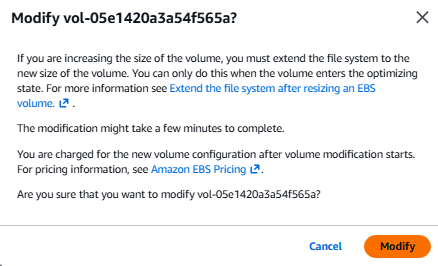 Modify vol-05e1420a3a54f565a?
If you are increasing the size of the volume, you must extend the file system to the
new size of the volume. You can only do this when the volume enters the optimizing
state. For more information see Extend the file system after resizing an EBS
volume. .
The modification might take a few minutes to complete.
You are charged for the new volume configuration after volume modification starts.
For pricing information, see Amazon EBS Pricing .
Are you sure that you want to modify vol-05e1420a3a54f565a?
Cancel Modify